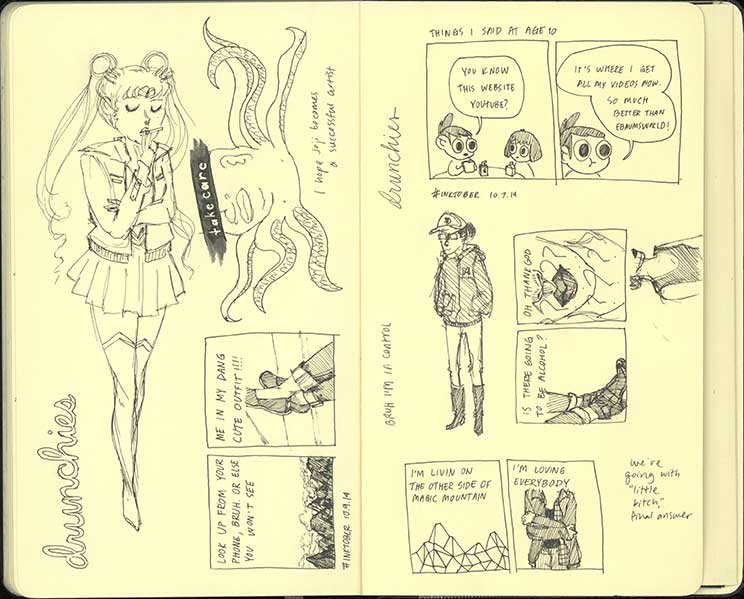 drunchies
take care
I hope Jiji becomes
a successful artist
ME IN MY DANG
CUTE OUTFIT!!!!
LOOK UP FROM YOUR
PHONE, BRUH. OR ELSE
YOU WON'T SEE
#INKTOBER 10.9.14
THINGS I SAID AT AGE 10
YOU KNOW
THIS WEBSITE
YOUTUBE?
IT'S WHERE I GET
ALL MY VIDEOS NOW.
SO MUCH
BETTER THAN
EBAUMSWORLD!
drunchies
#INKTOBER 10.7.14
BRUH I'M IN CONTROL
OH THANK GOD
IS THERE GOING
TO BE ALCOHOL?
I'M LIVIN ON
THE OTHER SIDE OF
MAGIC MOUNTAIN
I'M LOVING
EVERYBODY
we're
going with
"little
bitch,"
final answer